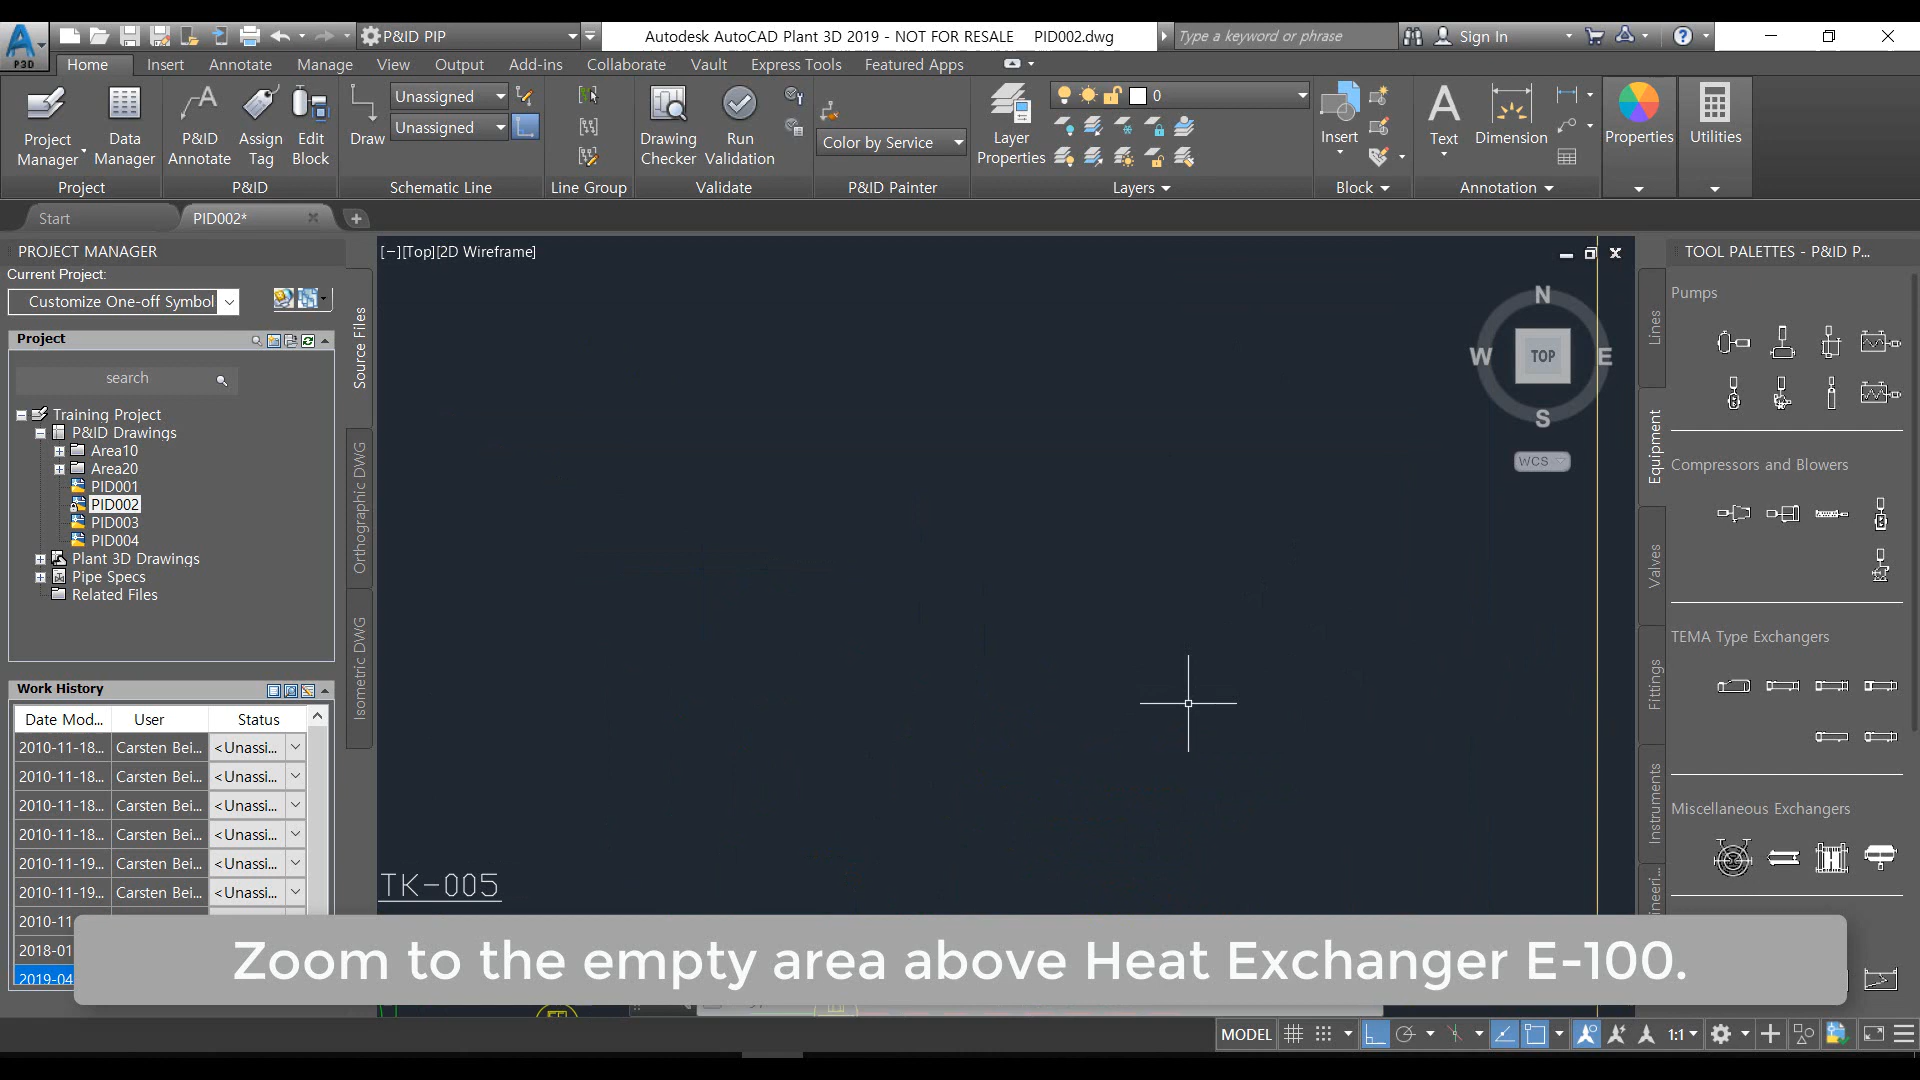 P3D
P&ID PIP
Autodesk AutoCAD Plant 3D 2019 - NOT FOR RESALE PID002.dwg
Type a keyword or phrase
Sign In
Home Insert Annotate Manage View Output Add-ins Collaborate Vault Express Tools Featured Apps
Project Manager
Data Manager
P&ID Annotate
Assign Tag
Edit Block
Draw
Unassigned
Unassigned
Drawing Checker
Run Validation
Color by Service
Layer Properties
0
Insert
Text
Dimension
Properties
Utilities
Project P&ID Schematic Line Line Group Validate P&ID Painter Layers Block Annotation
Start PID002*
PROJECT MANAGER
Current Project:
Customize One-off Symbol
Project
search
Training Project
P&ID Drawings
Area10
Area20
PID001
PID002
PID003
PID004
Plant 3D Drawings
Pipe Specs
Related Files
Source Files
Orthographic DWG
Isometric DWG
Work History
Date Mod... User Status
2010-11-18... Carsten Bei... <Unassi...
2010-11-18... Carsten Bei... <Unassi...
2010-11-18... Carsten Bei... <Unassi...
2010-11-18... Carsten Bei... <Unassi...
2010-11-19... Carsten Bei... <Unassi...
2010-11-19... Carsten Bei... <Unassi...
2010-11
2018-01
2019-04
[−][Top][2D Wireframe]
N
W TOP E
S
WCS
TK-005
TOOL PALETTES - P&ID P...
Pumps
Compressors and Blowers
TEMA Type Exchangers
Miscellaneous Exchangers
Lines
Equipment
Valves
Fittings
Instruments
Zoom to the empty area above Heat Exchanger E-100.
MODEL 1:1